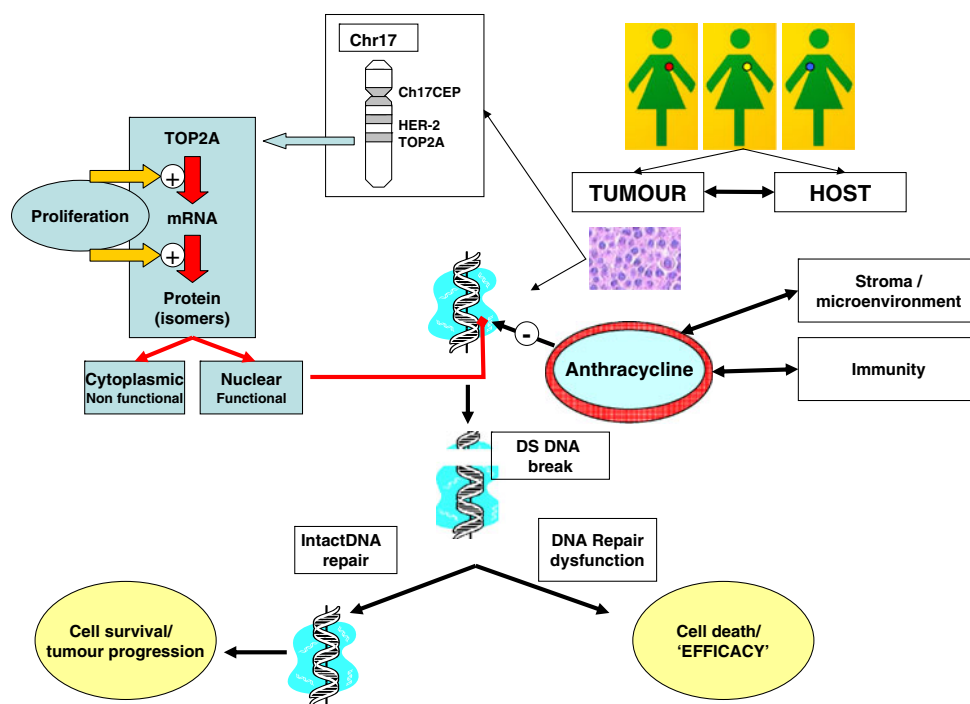 Chr17
Ch17CEP
HER-2
TOP2A
TOP2A
+
mRNA
+
Protein
(isomers)
Proliferation
Cytoplasmic
Non functional
Nuclear
Functional
TUMOUR
HOST
Stroma /
microenvironment
-
Anthracycline
Immunity
DS DNA
break
IntactDNA
repair
DNA Repair
dysfunction
Cell survival/
tumour progression
Cell death/
‘EFFICACY’